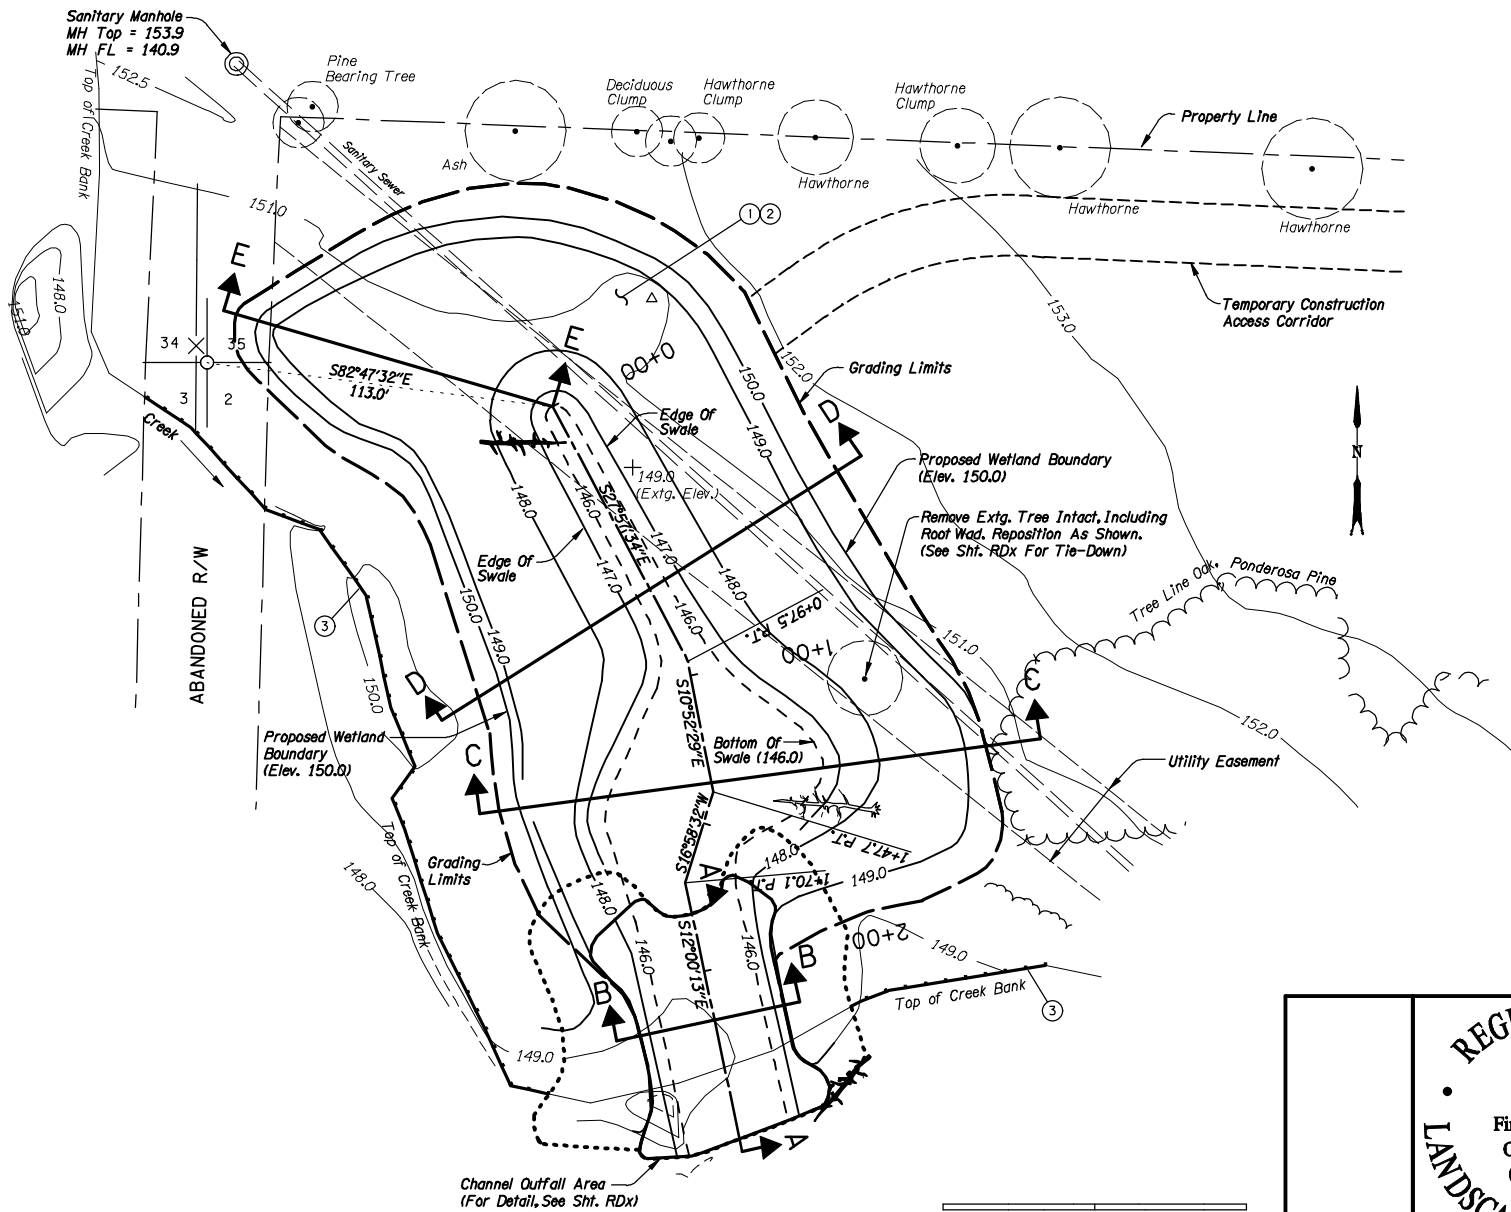 Sanitary Manhole
MH Top = 153.9
MH FL = 140.9
152.5
Top of Creek Bank
Pine
Bearing Tree
Deciduous
Clump
Hawthorne
Clump
Hawthorne
Clump
Property Line
Sanitary Sewer
Ash
Hawthorne
Hawthorne
Hawthorne
151.0
1 2
E
148.0
151.0
153.0
Temporary Construction
Access Corridor
34 35
3 2
S82°47'32"E
113.0'
E
0+00
152.0
150.0
Grading Limits
Edge Of
Swale
D
149.0
Creek
149.0
(Extg. Elev.)
Proposed Wetland Boundary
(Elev. 150.0)
N
148.0
146.0
S27°57'34"E
Remove Extg. Tree Intact, Including
Root Wad. Reposition As Shown.
(See Sht. RDx For Tie-Down)
Edge Of
Swale
147.0
147.0
148.0
ABANDONED R/W
150.0
146.0
0+97.5 P.T.
Tree Line Oak, Ponderosa Pine
3
149.0
1+00
151.0
D
150.0
S10°52'29"E
C
152.0
Proposed Wetland
Boundary
(Elev. 150.0)
C
Bottom Of
Swale (146.0)
Utility Easement
Top of Creek Bank
S16°58'32"W
1+47.7 P.T.
Grading
Limits
148.0
A
148.0
1+70.1 P.T.
149.0
148.0
S12°00'13"E
2+00
149.0
146.0
146.0
B
B
Top of Creek Bank
3
149.0
A
Channel Outfall Area
(For Detail, See Sht. RDx)